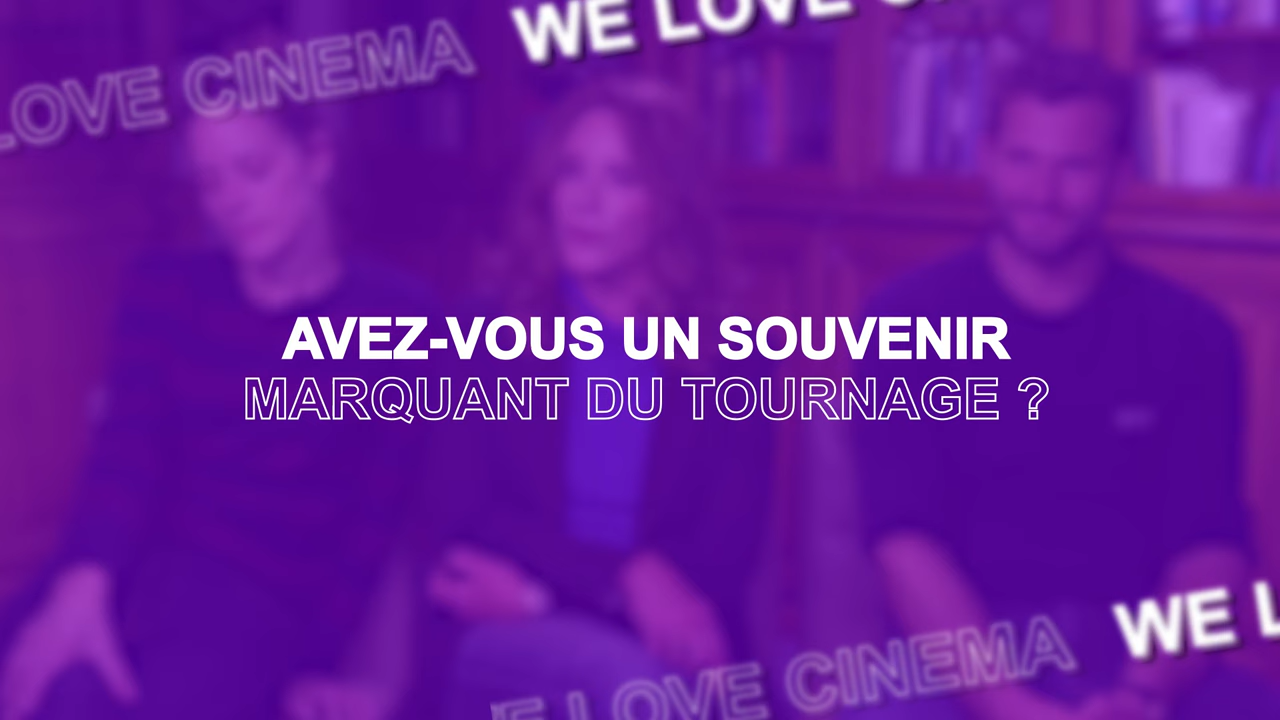 LOVE CINEMA WE LOVE
AVEZ-VOUS UN SOUVENIR
MARQUANT DU TOURNAGE ?
LOVE CINEMA WE